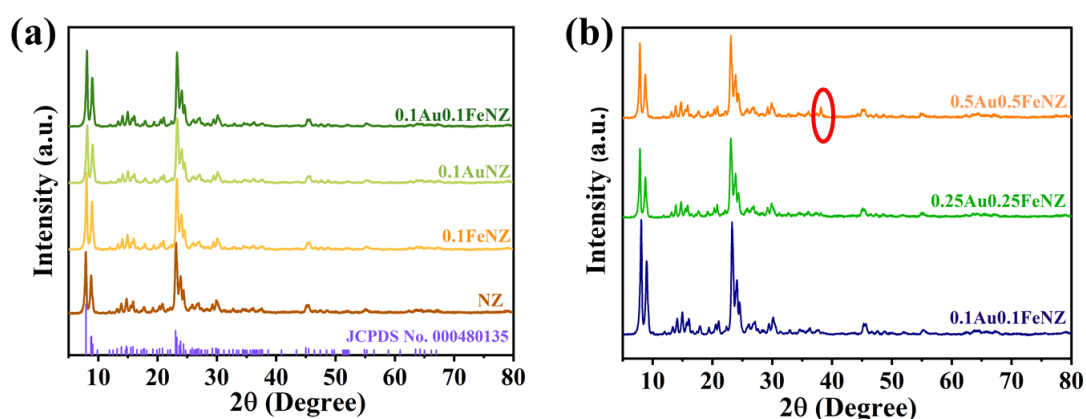 (a)
Intensity (a.u.)
0.1Au0.1FeNZ
0.1AuNZ
0.1FeNZ
NZ
JCPDS No. 000480135
10 20 30 40 50 60 70 80
2θ (Degree)
(b)
Intensity (a.u.)
0.5Au0.5FeNZ
0.25Au0.25FeNZ
0.1Au0.1FeNZ
10 20 30 40 50 60 70 80
2θ (Degree)